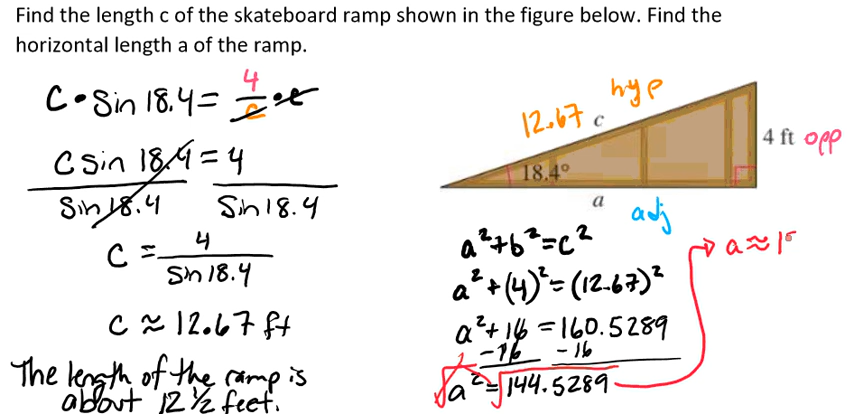 Find the length c of the skateboard ramp shown in the figure below. Find the
horizontal length a of the ramp.
C • Sin 18.4 = 4/c • c
C Sin 18.4 = 4
Sin 18.4 Sin 18.4
C = 4/Sin 18.4
C ≈ 12.67 ft
The length of the ramp is
about 12 ½ feet.
hyp
12.67 c
4 ft opp
18.4°
a
adj
a²+b²=c²
a²+(4)²=(12.67)²
a²+16 =160.5289
-16 -16
√a²=√144.5289
a≈1